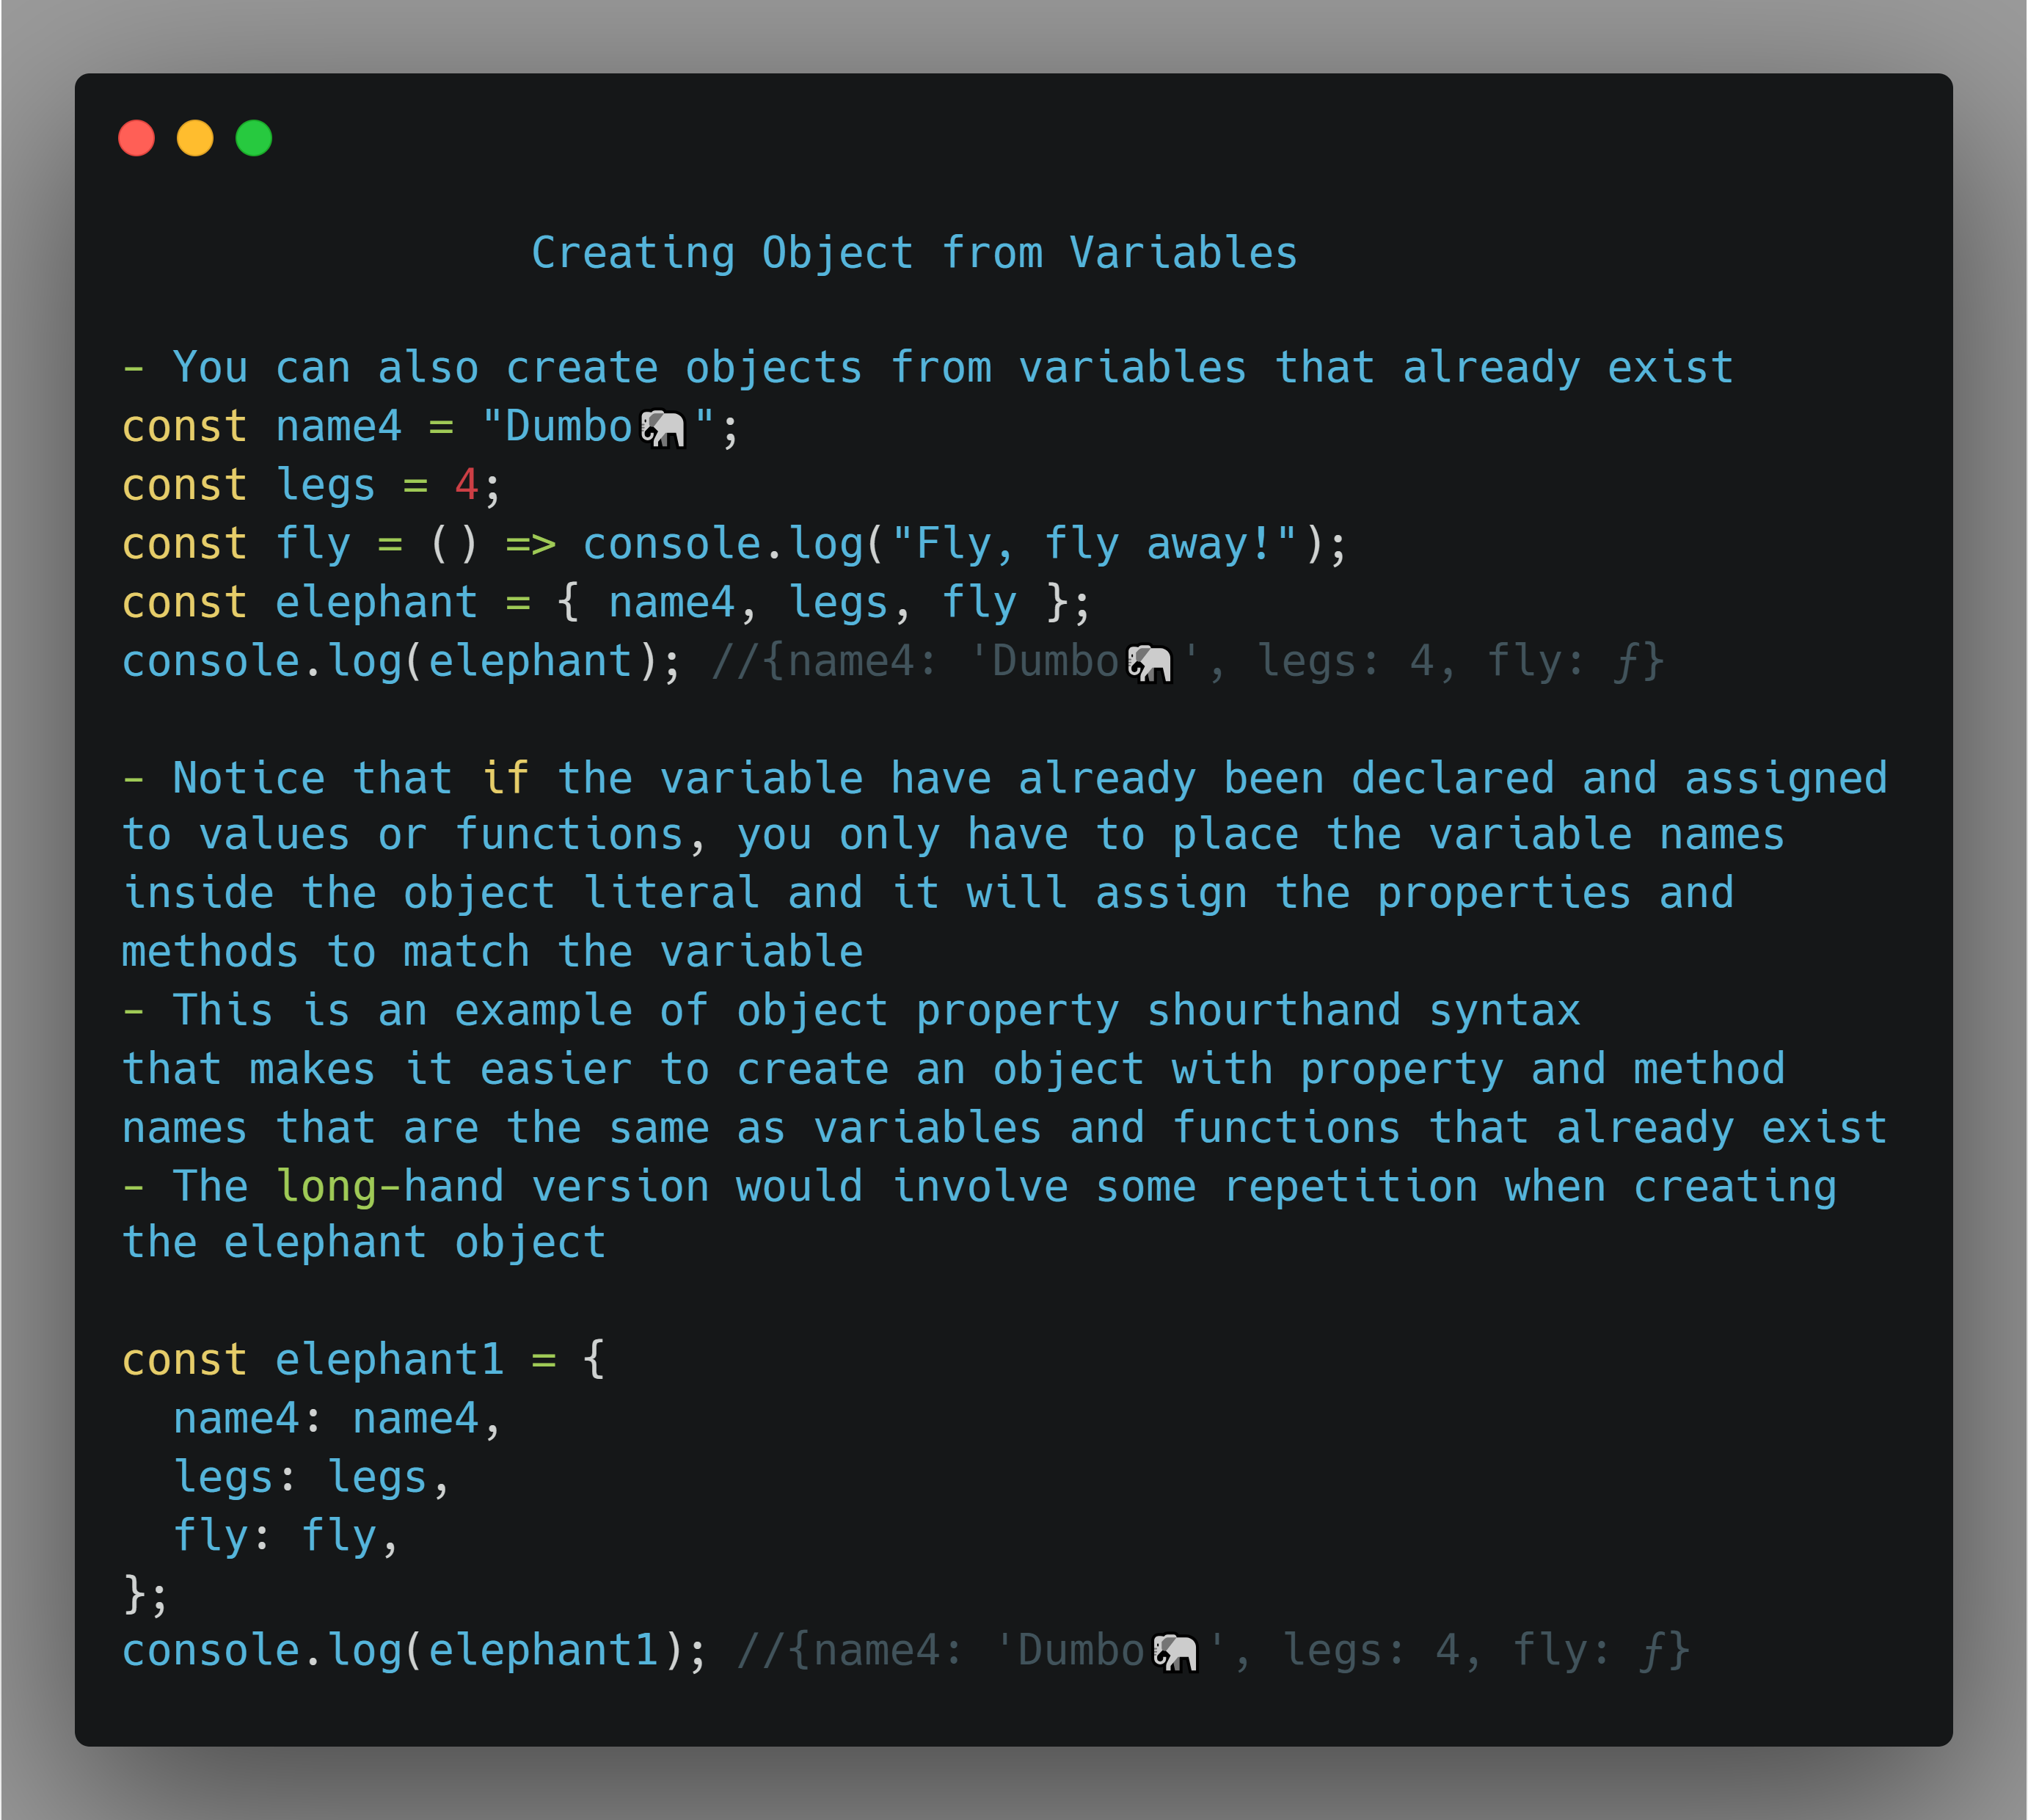 Creating Object from Variables
- You can also create objects from variables that already exist
const name4 = "Dumbo🐘";
const legs = 4;
const fly = () => console.log("Fly, fly away!");
const elephant = { name4, legs, fly };
console.log(elephant); //{name4: 'Dumbo🐘', legs: 4, fly: ƒ}
- Notice that if the variable have already been declared and assigned
to values or functions, you only have to place the variable names
inside the object literal and it will assign the properties and
methods to match the variable
- This is an example of object property shourthand syntax
that makes it easier to create an object with property and method
names that are the same as variables and functions that already exist
- The long-hand version would involve some repetition when creating
the elephant object
const elephant1 = {
  name4: name4,
  legs: legs,
  fly: fly,
};
console.log(elephant1); //{name4: 'Dumbo🐘', legs: 4, fly: ƒ}